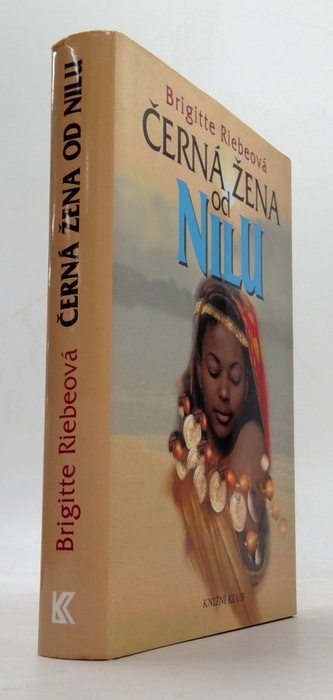 Brigitte Riebeová ČERNÁ ŽENA OD NILU
Brigitte Riebeová
ČERNÁ ŽENA
od
NILU
KNIŽNÍ KLUB